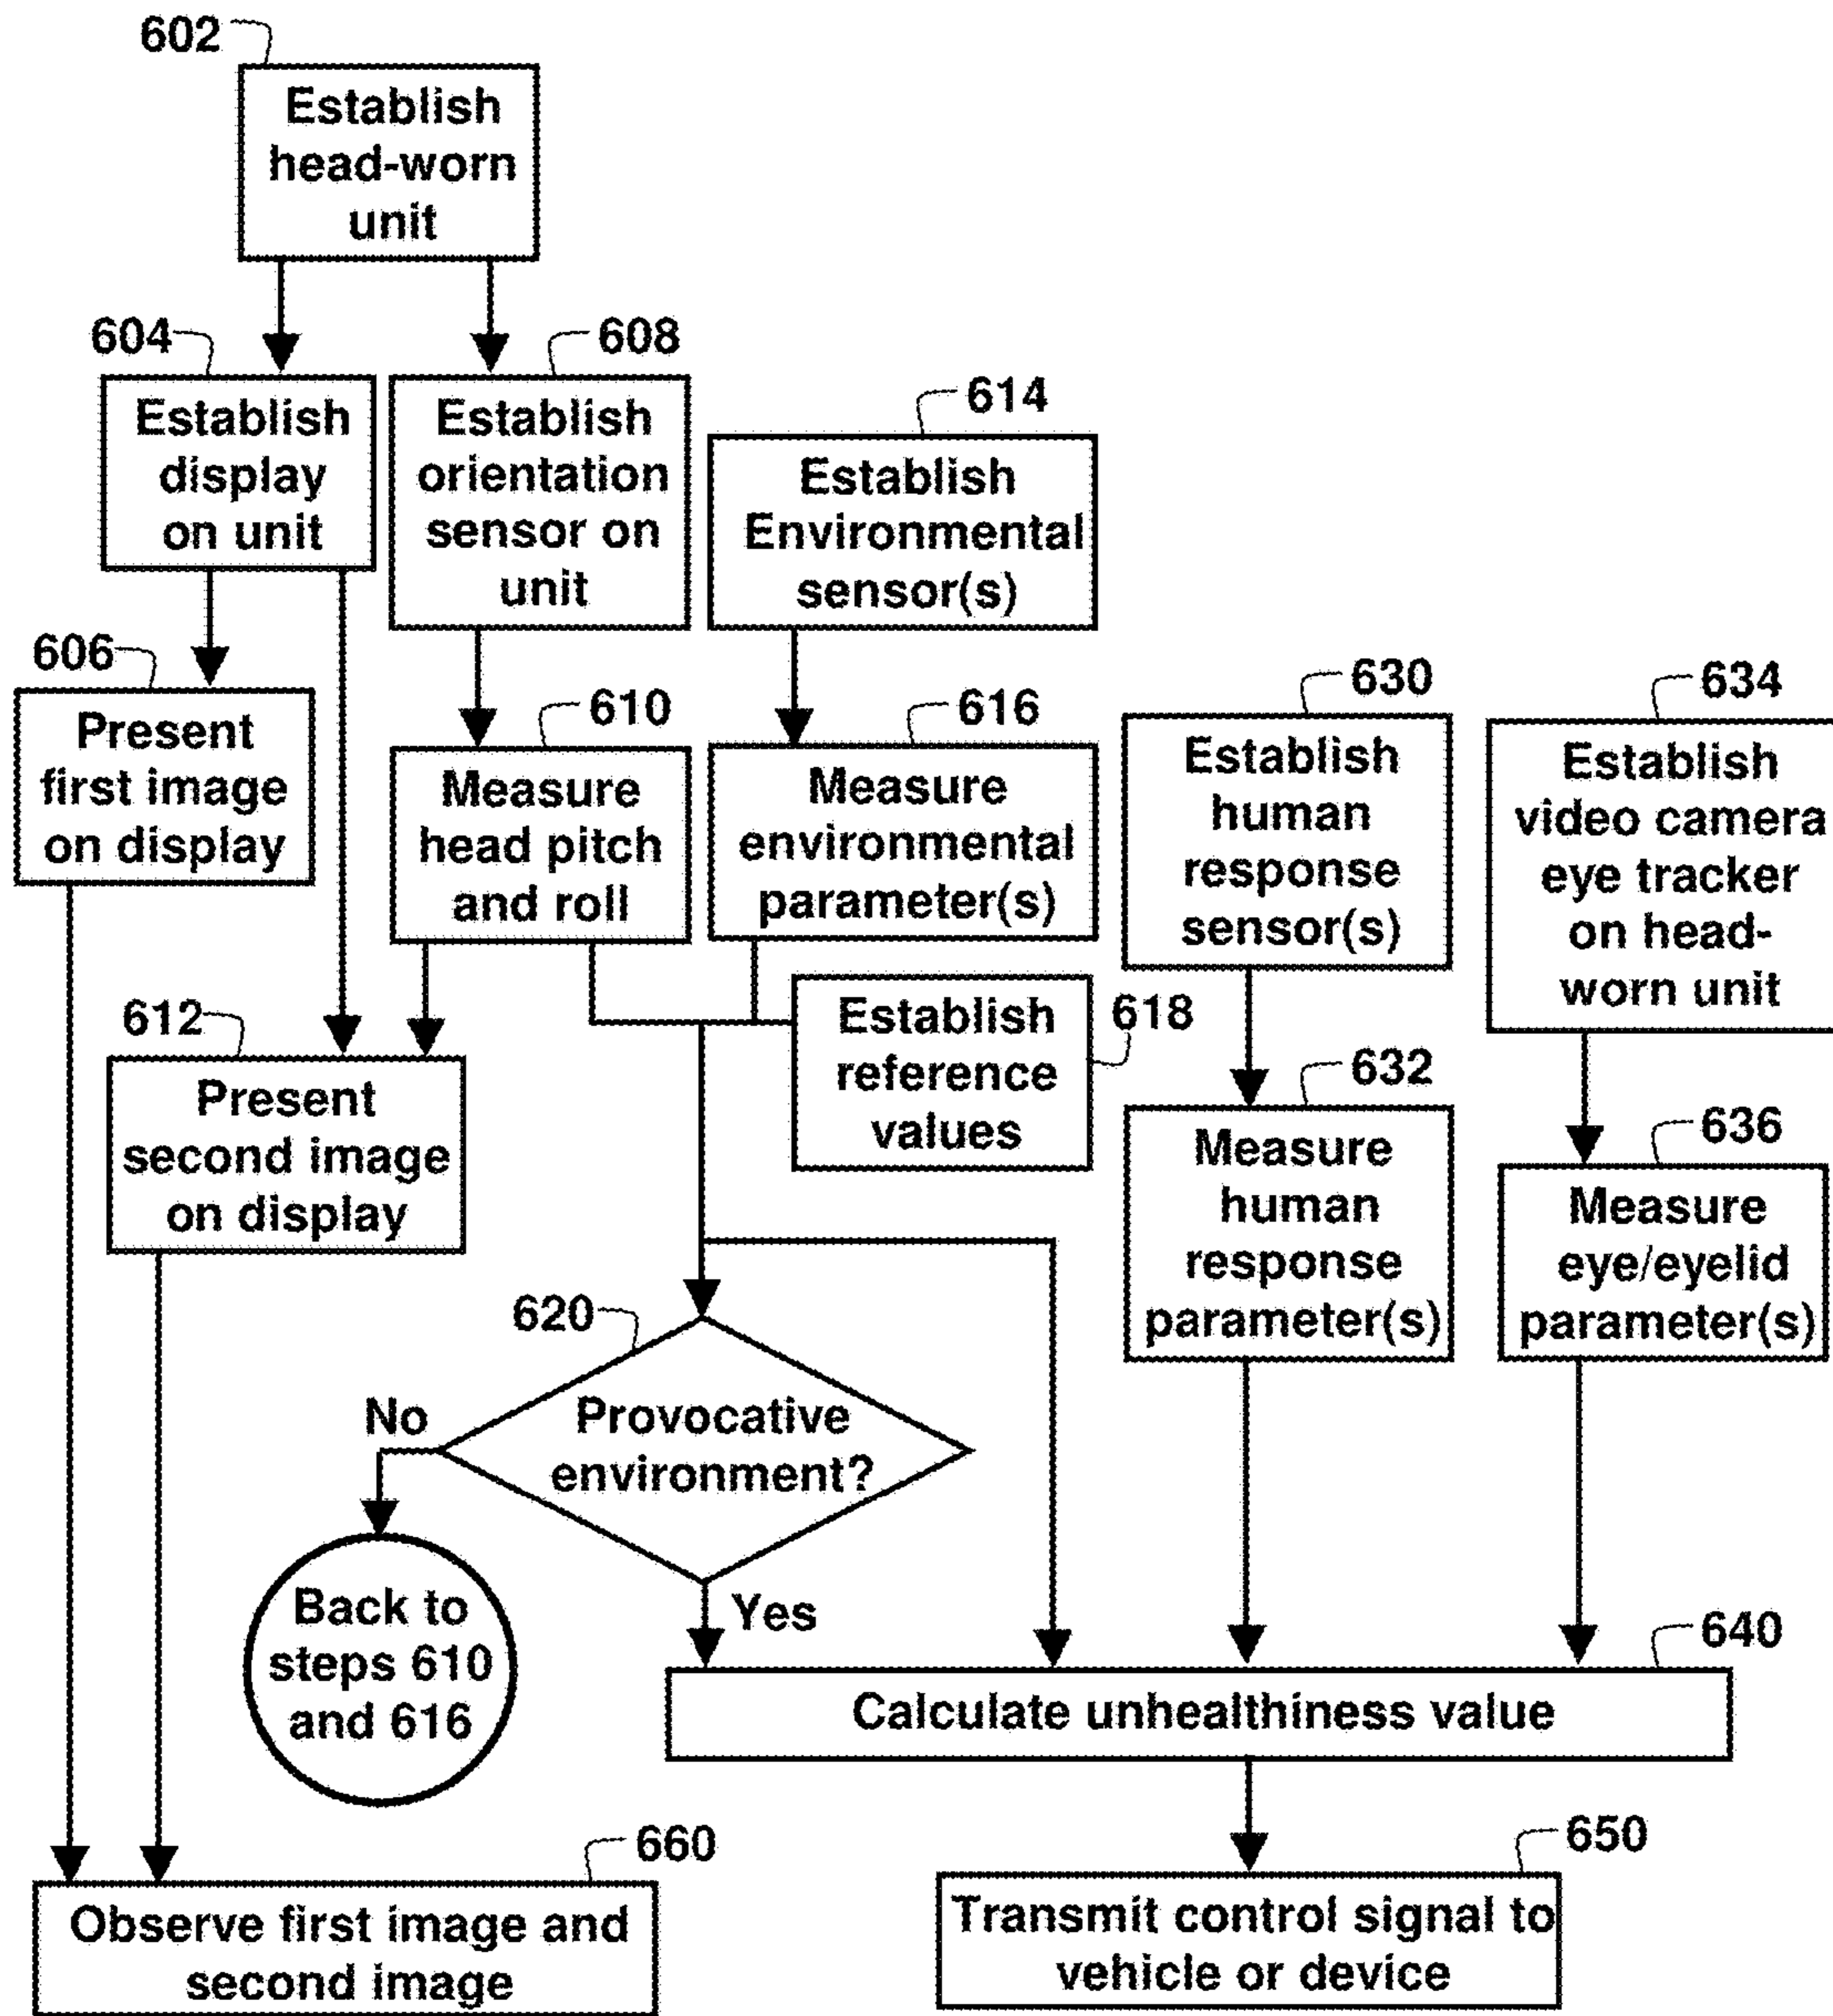 602
Establish
head-worn
unit
604
Establish
display
on unit
608
Establish
orientation
sensor on
unit
614
Establish
Environmental
sensor(s)
606
Present
first image
on display
610
Measure
head pitch
and roll
616
Measure
environmental
parameter(s)
630
Establish
human
response
sensor(s)
634
Establish
video camera
eye tracker
on head-
worn unit
612
Present
second image
on display
Establish
reference
values
618
632
Measure
human
response
parameter(s)
636
Measure
eye/eyelid
parameter(s)
620
Provocative
environment?
No
Back to
steps 610
and 616
Yes
640
Calculate unhealthiness value
660
Observe first image and
second image
650
Transmit control signal to
vehicle or device